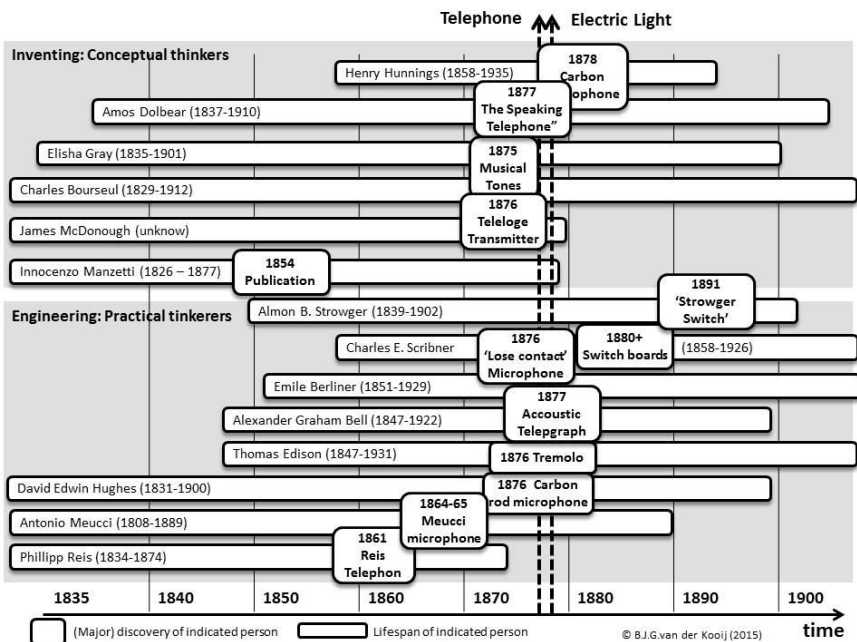 Telephone
Electric Light
Inventing: Conceptual thinkers
Henry Hunnings (1858-1935)
1878
Carbon
ophone
Amos Dolbear (1837-1910)
1877
The Speaking
Telephone”
Elisha Gray (1835-1901)
1875
Musical
Tones
Charles Bourseul (1829-1912)
James McDonough (unknow)
1876
Teleloge
Transmitter
Innocenzo Manzetti (1826 – 1877)
1854
Publication
1891
‘Strowger
Switch’
Engineering: Practical tinkerers
Almon B. Strowger (1839-1902)
Charles E. Scribner
1876
‘Lose contact’
Microphone
1880+
Switch boards
(1858-1926)
Emile Berliner (1851-1929)
1877
Accoustic
Telepgraph
Alexander Graham Bell (1847-1922)
Thomas Edison (1847-1931)
1876 Tremolo
David Edwin Hughes (1831-1900)
1876 Carbon
rod microphone
Antonio Meucci (1808-1889)
1864-65
Meucci
microphone
Phillipp Reis (1834-1874)
1861
Reis
Telephon
1835 1840 1850 1860 1870 1880 1890 1900
time
(Major) discovery of indicated person
Lifespan of indicated person
© B.J.G.van der Kooij (2015)